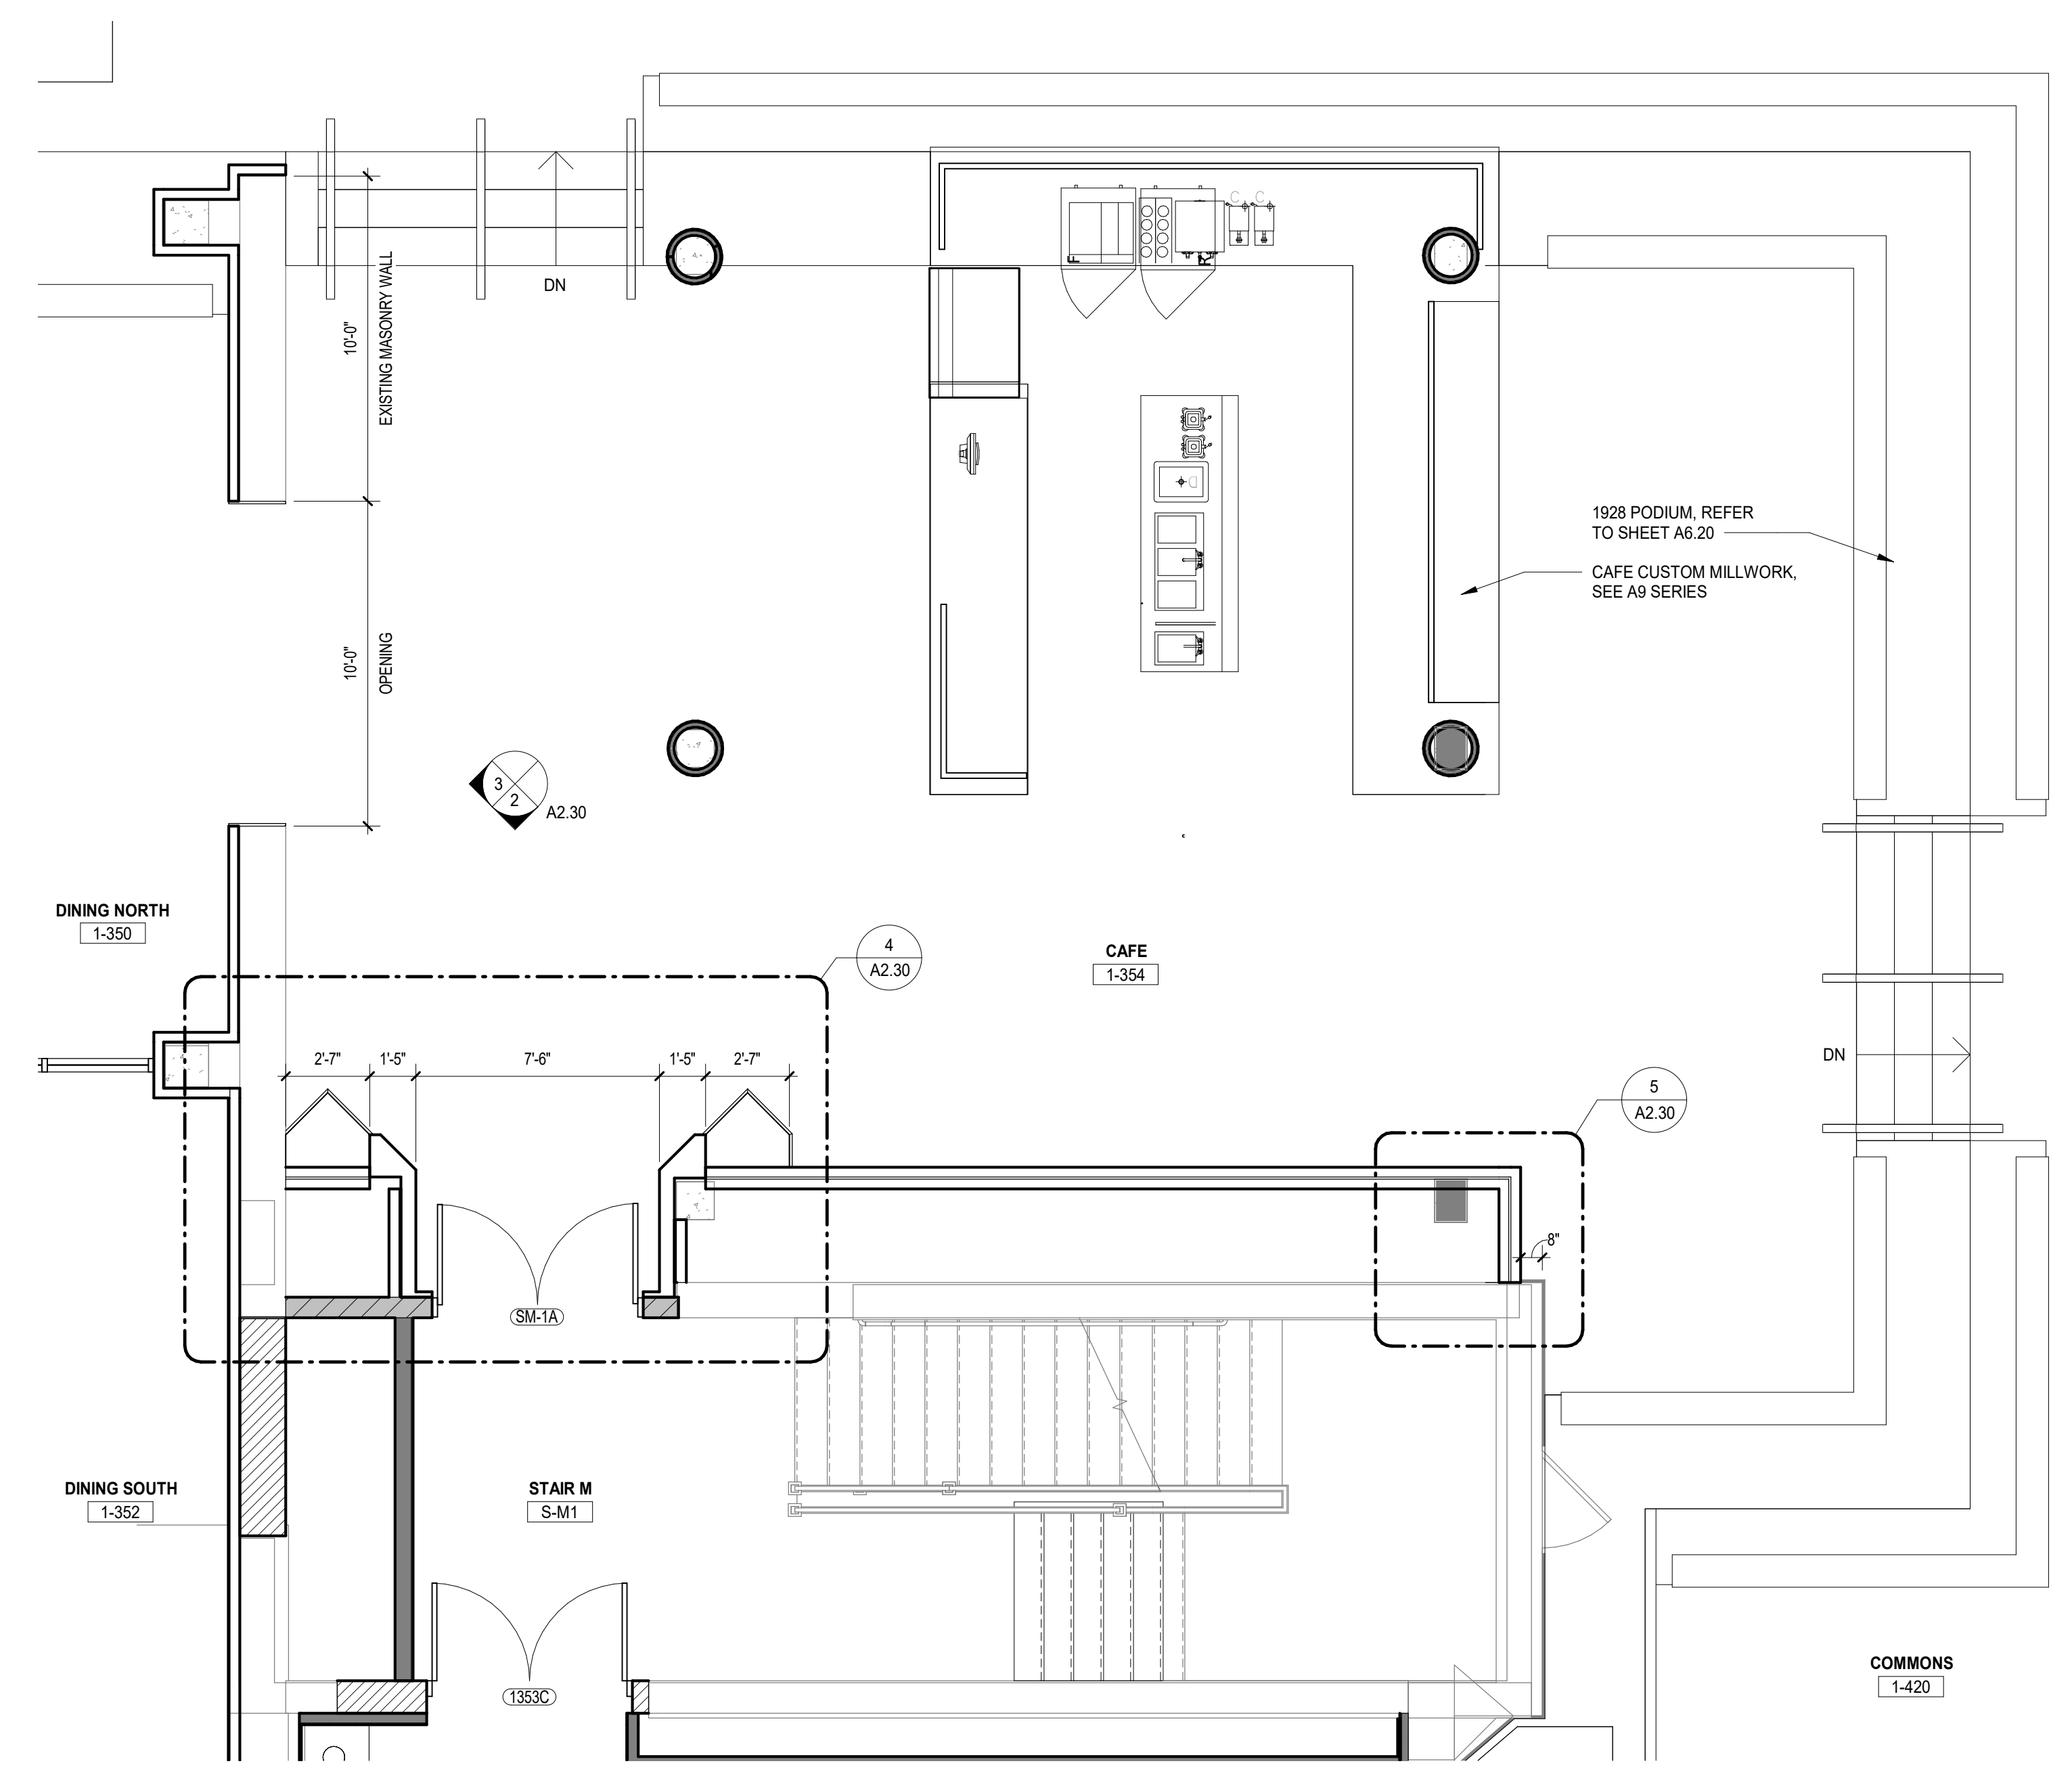 C C
DN
10'-0"
EXISTING MASONRY WALL
1928 PODIUM, REFER
TO SHEET A6.20
CAFE CUSTOM MILLWORK,
SEE A9 SERIES
10'-0"
OPENING
3
2
A2.30
DINING NORTH
1-350
4
A2.30
CAFE
1-354
DN
2'-7" 1'-5" 7'-6" 1'-5" 2'-7"
5
A2.30
8"
SM-1A
DINING SOUTH
1-352
STAIR M
S-M1
1353C
COMMONS
1-420